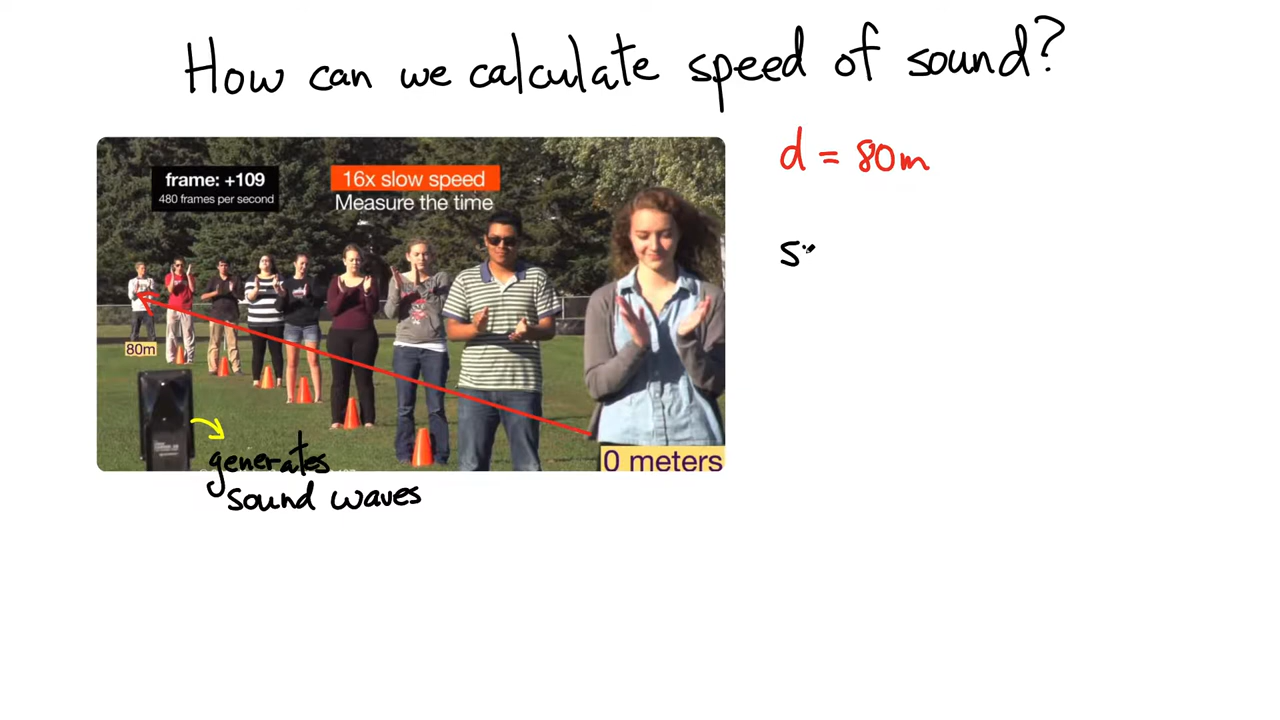 How can we calculate speed of sound?
d = 80m
frame: +109
480 frames per second
16x slow speed
Measure the time
s
80m
0 meters
generates
sound waves